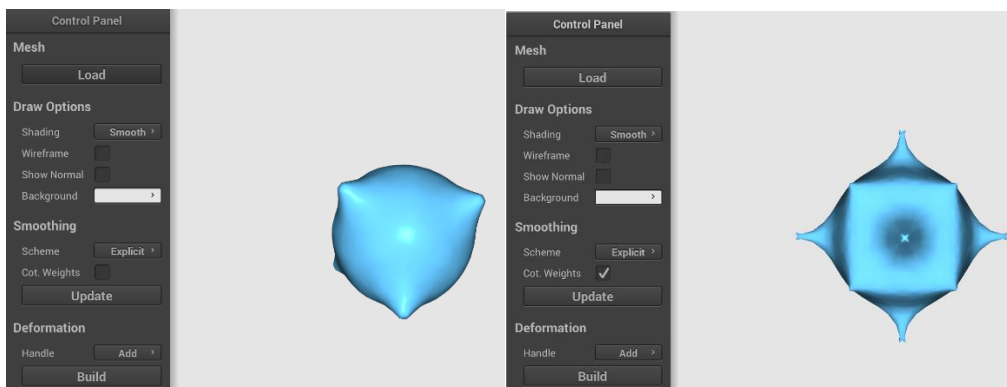 Control Panel
Mesh
Load
Draw Options
Shading Smooth
Wireframe
Show Normal
Background
Smoothing
Scheme Explicit
Cot. Weights
Update
Deformation
Handle Add
Build
Control Panel
Mesh
Load
Draw Options
Shading Smooth
Wireframe
Show Normal
Background
Smoothing
Scheme Explicit
Cot. Weights
Update
Deformation
Handle Add
Build